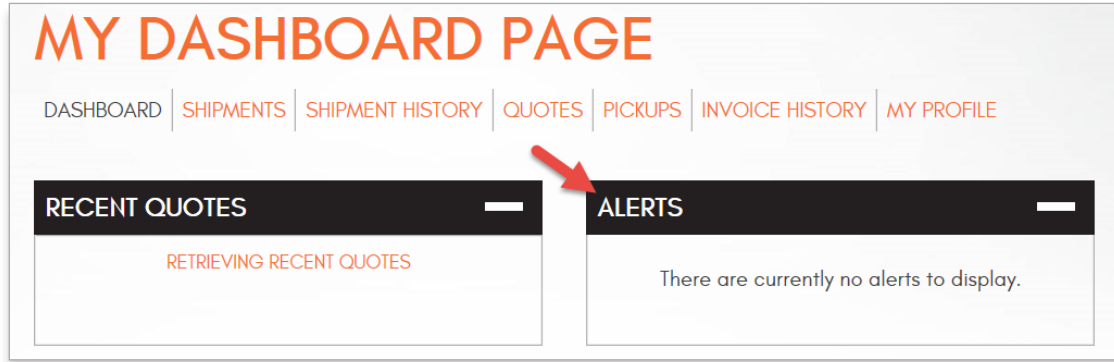 MY DASHBOARD PAGE
DASHBOARD SHIPMENTS SHIPMENT HISTORY QUOTES PICKUPS INVOICE HISTORY MY PROFILE
RECENT QUOTES
RETRIEVING RECENT QUOTES
ALERTS
There are currently no alerts to display.